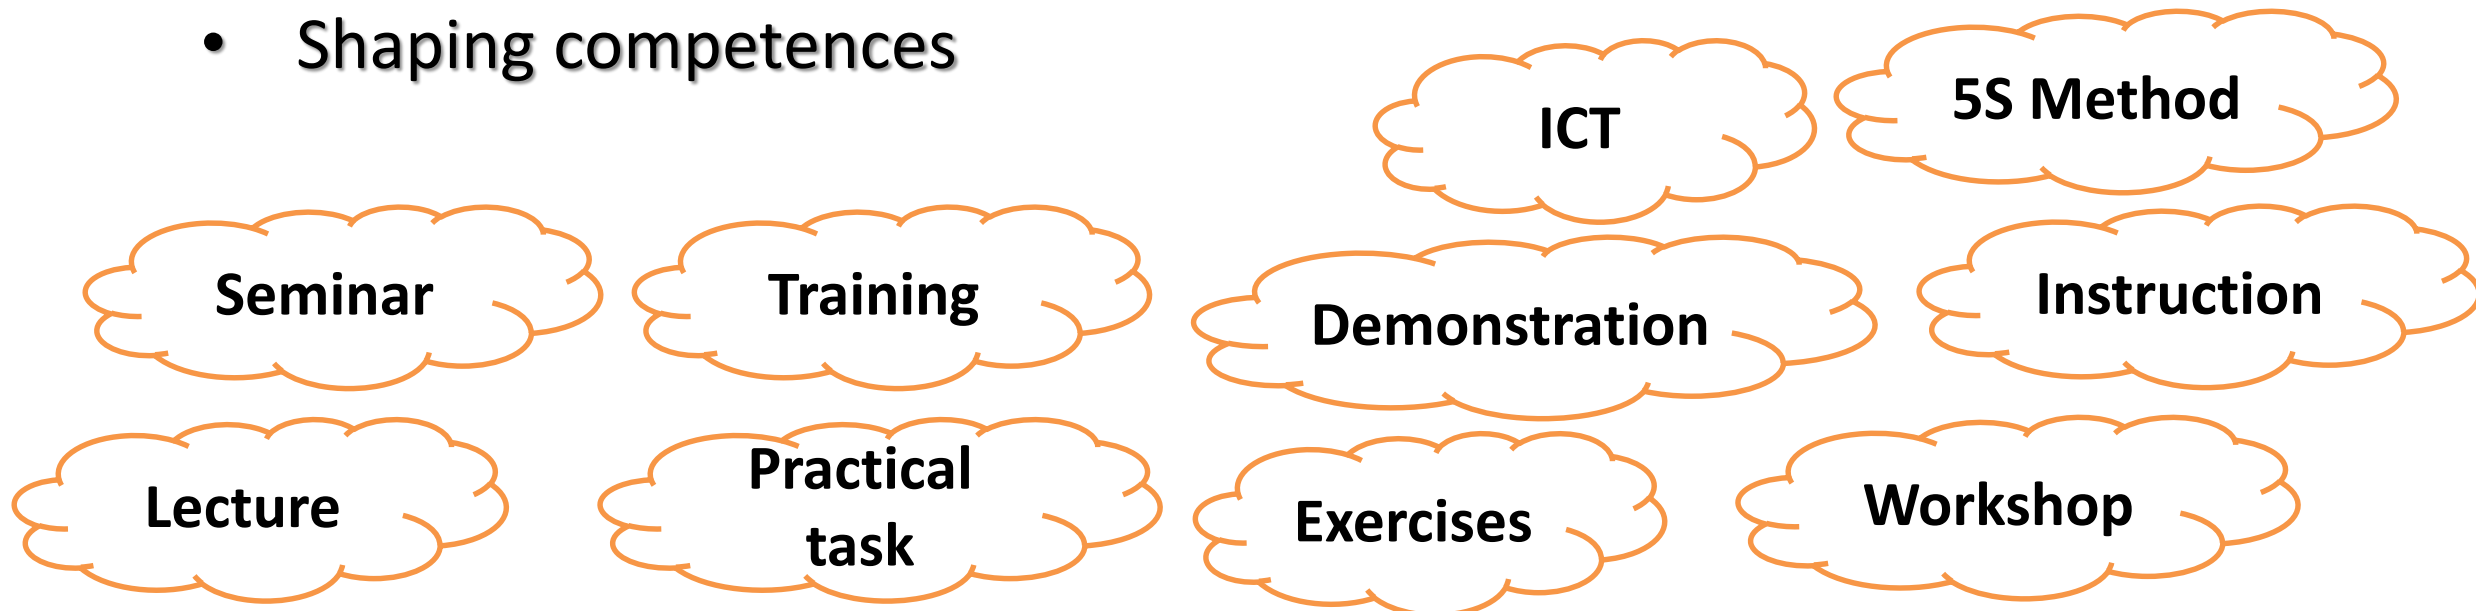 • Shaping competences
ICT
5S Method
Seminar
Training
Demonstration
Instruction
Lecture
Practical
task
Exercises
Workshop